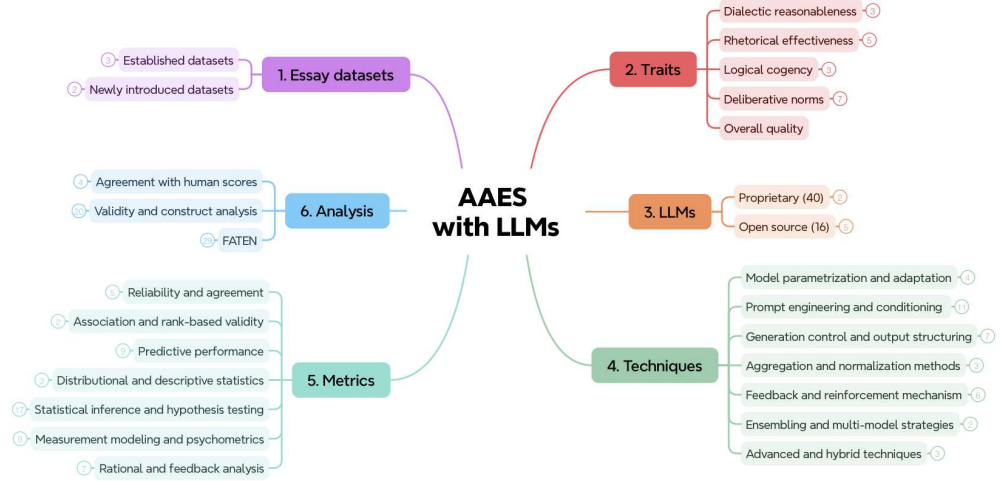 AAES
with LLMs
1. Essay datasets
3 Established datasets
2 Newly introduced datasets
2. Traits
Dialectic reasonableness 3
Rhetorical effectiveness 5
Logical cogency 3
Deliberative norms 7
Overall quality
3. LLMs
Proprietary (40) 2
Open source (16) 5
4. Techniques
Model parametrization and adaptation 4
Prompt engineering and conditioning 11
Generation control and output structuring 7
Aggregation and normalization methods 3
Feedback and reinforcement mechanism 6
Ensembling and multi-model strategies 2
Advanced and hybrid techniques 3
5. Metrics
5 Reliability and agreement
2 Association and rank-based validity
9 Predictive performance
3 Distributional and descriptive statistics
17 Statistical inference and hypothesis testing
Measurement modeling and psychometrics
7 Rational and feedback analysis
6. Analysis
4 Agreement with human scores
20 Validity and construct analysis
29 FATEN